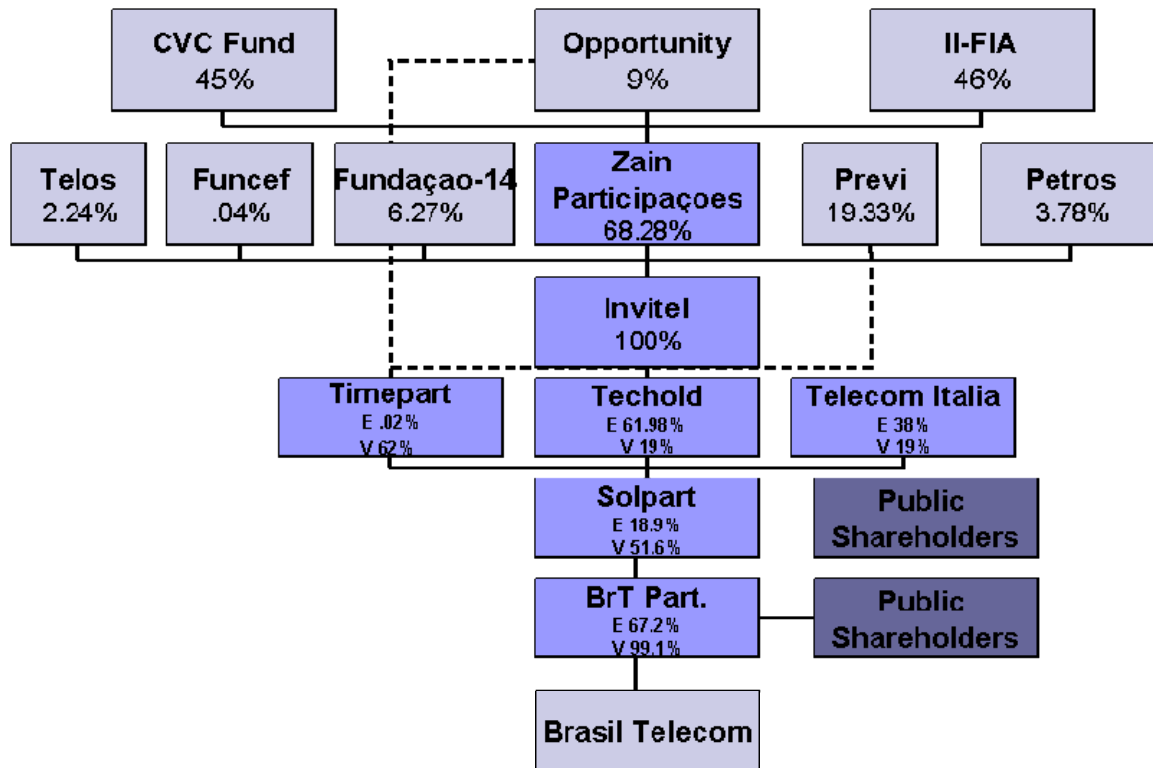 CVC Fund
45%
Opportunity
9%
II-FIA
46%
Telos
2.24%
Funcef
.04%
Fundaçao-14
6.27%
Zain
Participaçoes
68.28%
Previ
19.33%
Petros
3.78%
Invitel
100%
Timepart
E .02%
V 62%
Techold
E 61.98%
V 19%
Telecom Italia
E 38%
V 19%
Solpart
E 18.9%
V 51.6%
Public
Shareholders
BrT Part.
E 67.2%
V 99.1%
Public
Shareholders
Brasil Telecom